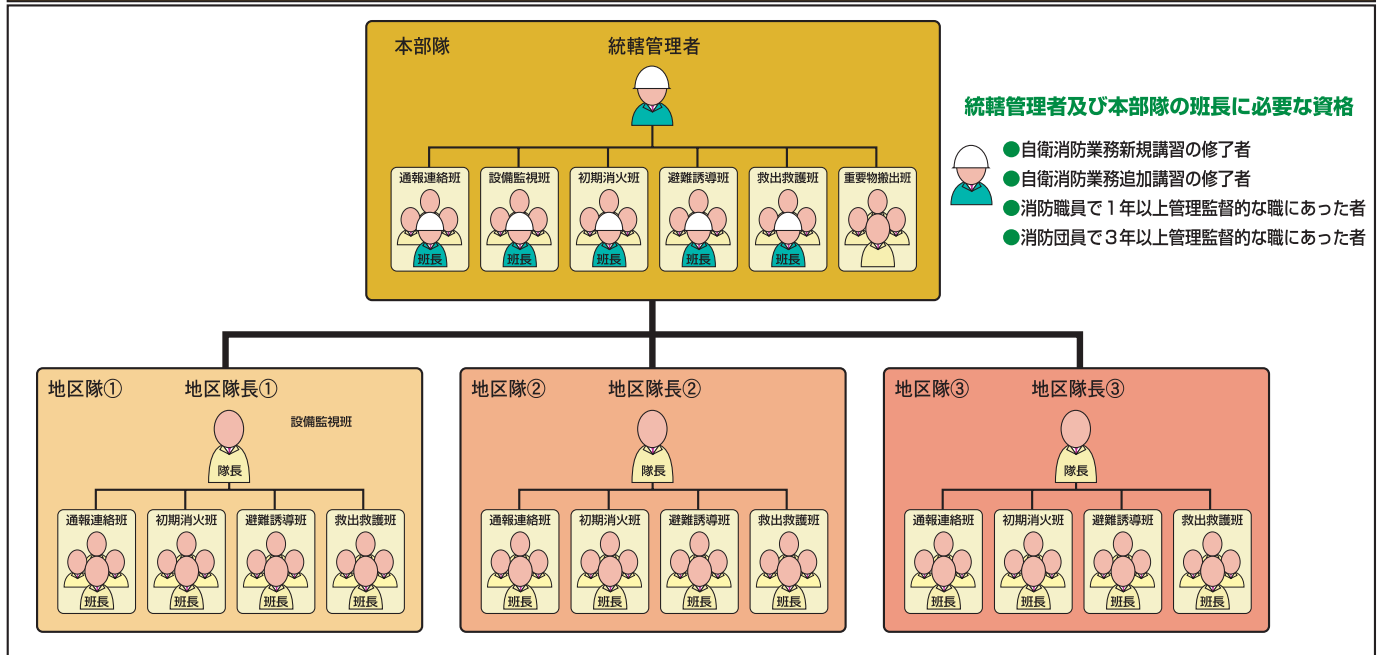 本部隊
統轄管理者
通報連絡班
設備監視班
初期消火班
避難誘導班
救出救護班
重要物搬出班
班長
班長
班長
班長
班長
統轄管理者及び本部隊の班長に必要な資格
●自衛消防業務新規講習の修了者
●自衛消防業務追加講習の修了者
●消防職員で1年以上管理監督的な職にあった者
●消防団員で3年以上管理監督的な職にあった者
地区隊①
地区隊長①
設備監視班
隊長
通報連絡班
初期消火班
避難誘導班
救出救護班
班長
班長
班長
班長
地区隊②
地区隊長②
隊長
通報連絡班
初期消火班
避難誘導班
救出救護班
班長
班長
班長
班長
地区隊③
地区隊長③
隊長
通報連絡班
初期消火班
避難誘導班
救出救護班
班長
班長
班長
班長